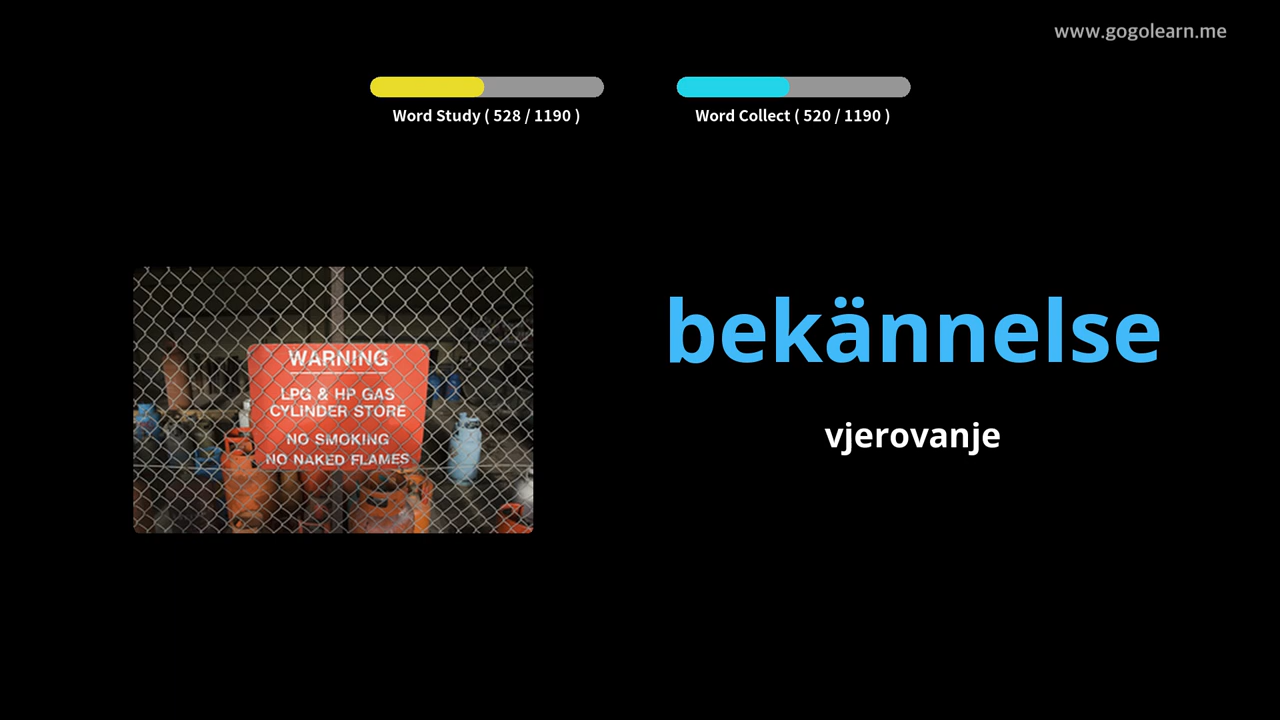 www.gogolearn.me
Word Study ( 528 / 1190 )
Word Collect ( 520 / 1190 )
WARNING
LPG & HP GAS
CYLINDER STORE
NO SMOKING
NO NAKED FLAMES
bekännelse
vjerovanje